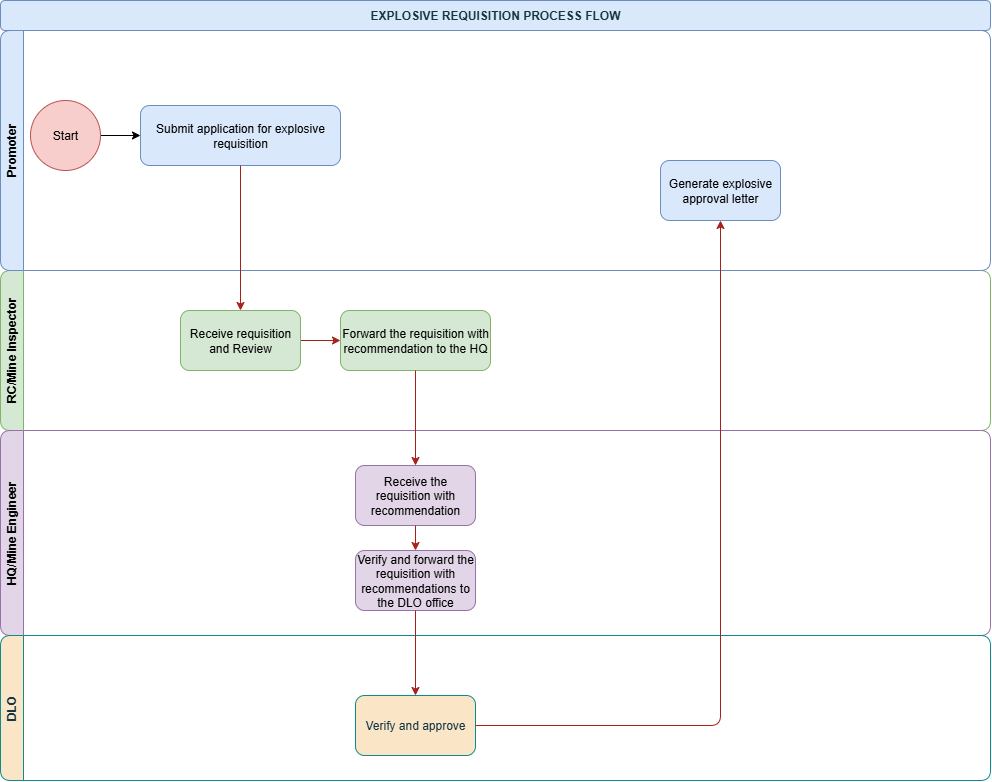 EXPLOSIVE REQUISITION PROCESS FLOW
Promoter
Start
Submit application for explosive
requisition
Generate explosive
approval letter
RC/Mine Inspector
Receive requisition
and Review
Forward the requisition with
recommendation to the HQ
HQ/Mine Engineer
Receive the
requisition with
recommendation
Verify and forward the
requisition with
recommendations to
the DLO office
DLO
Verify and approve